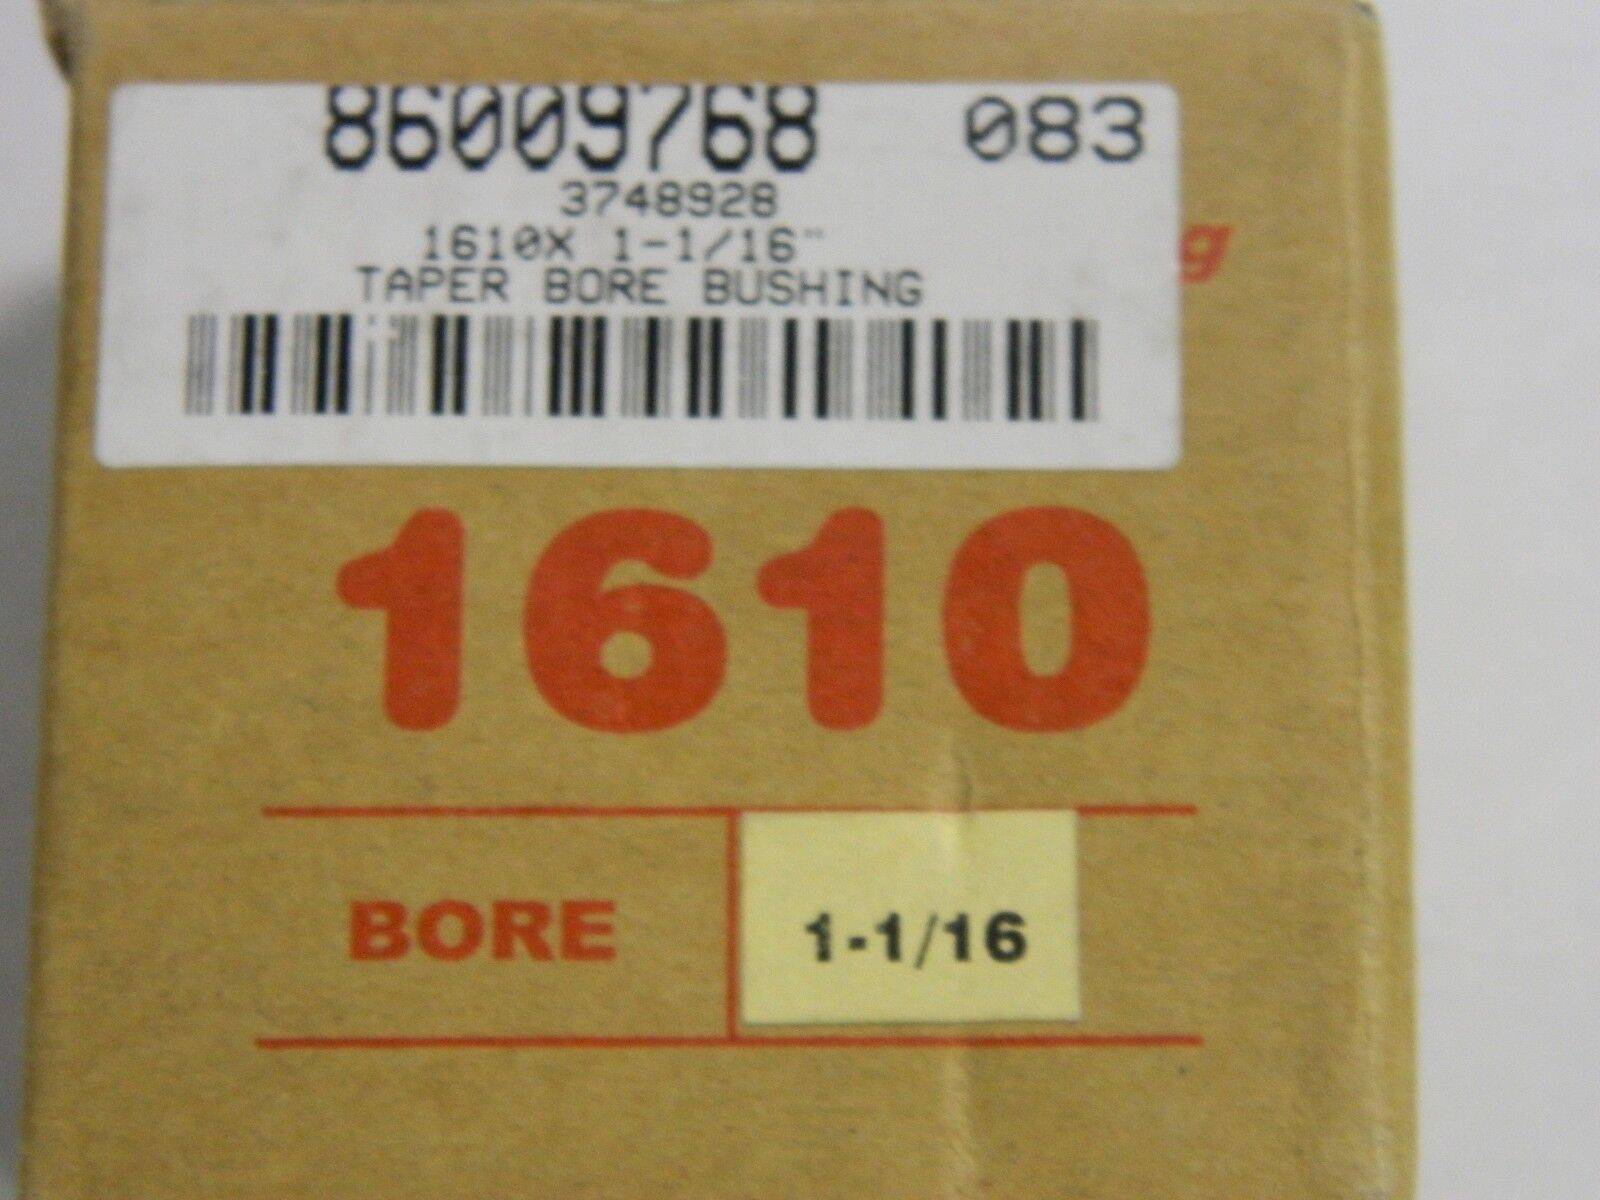 86009768 083
3748928
1610X 1-1/16"
TAPER BORE BUSHING
1610
BORE 1-1/16